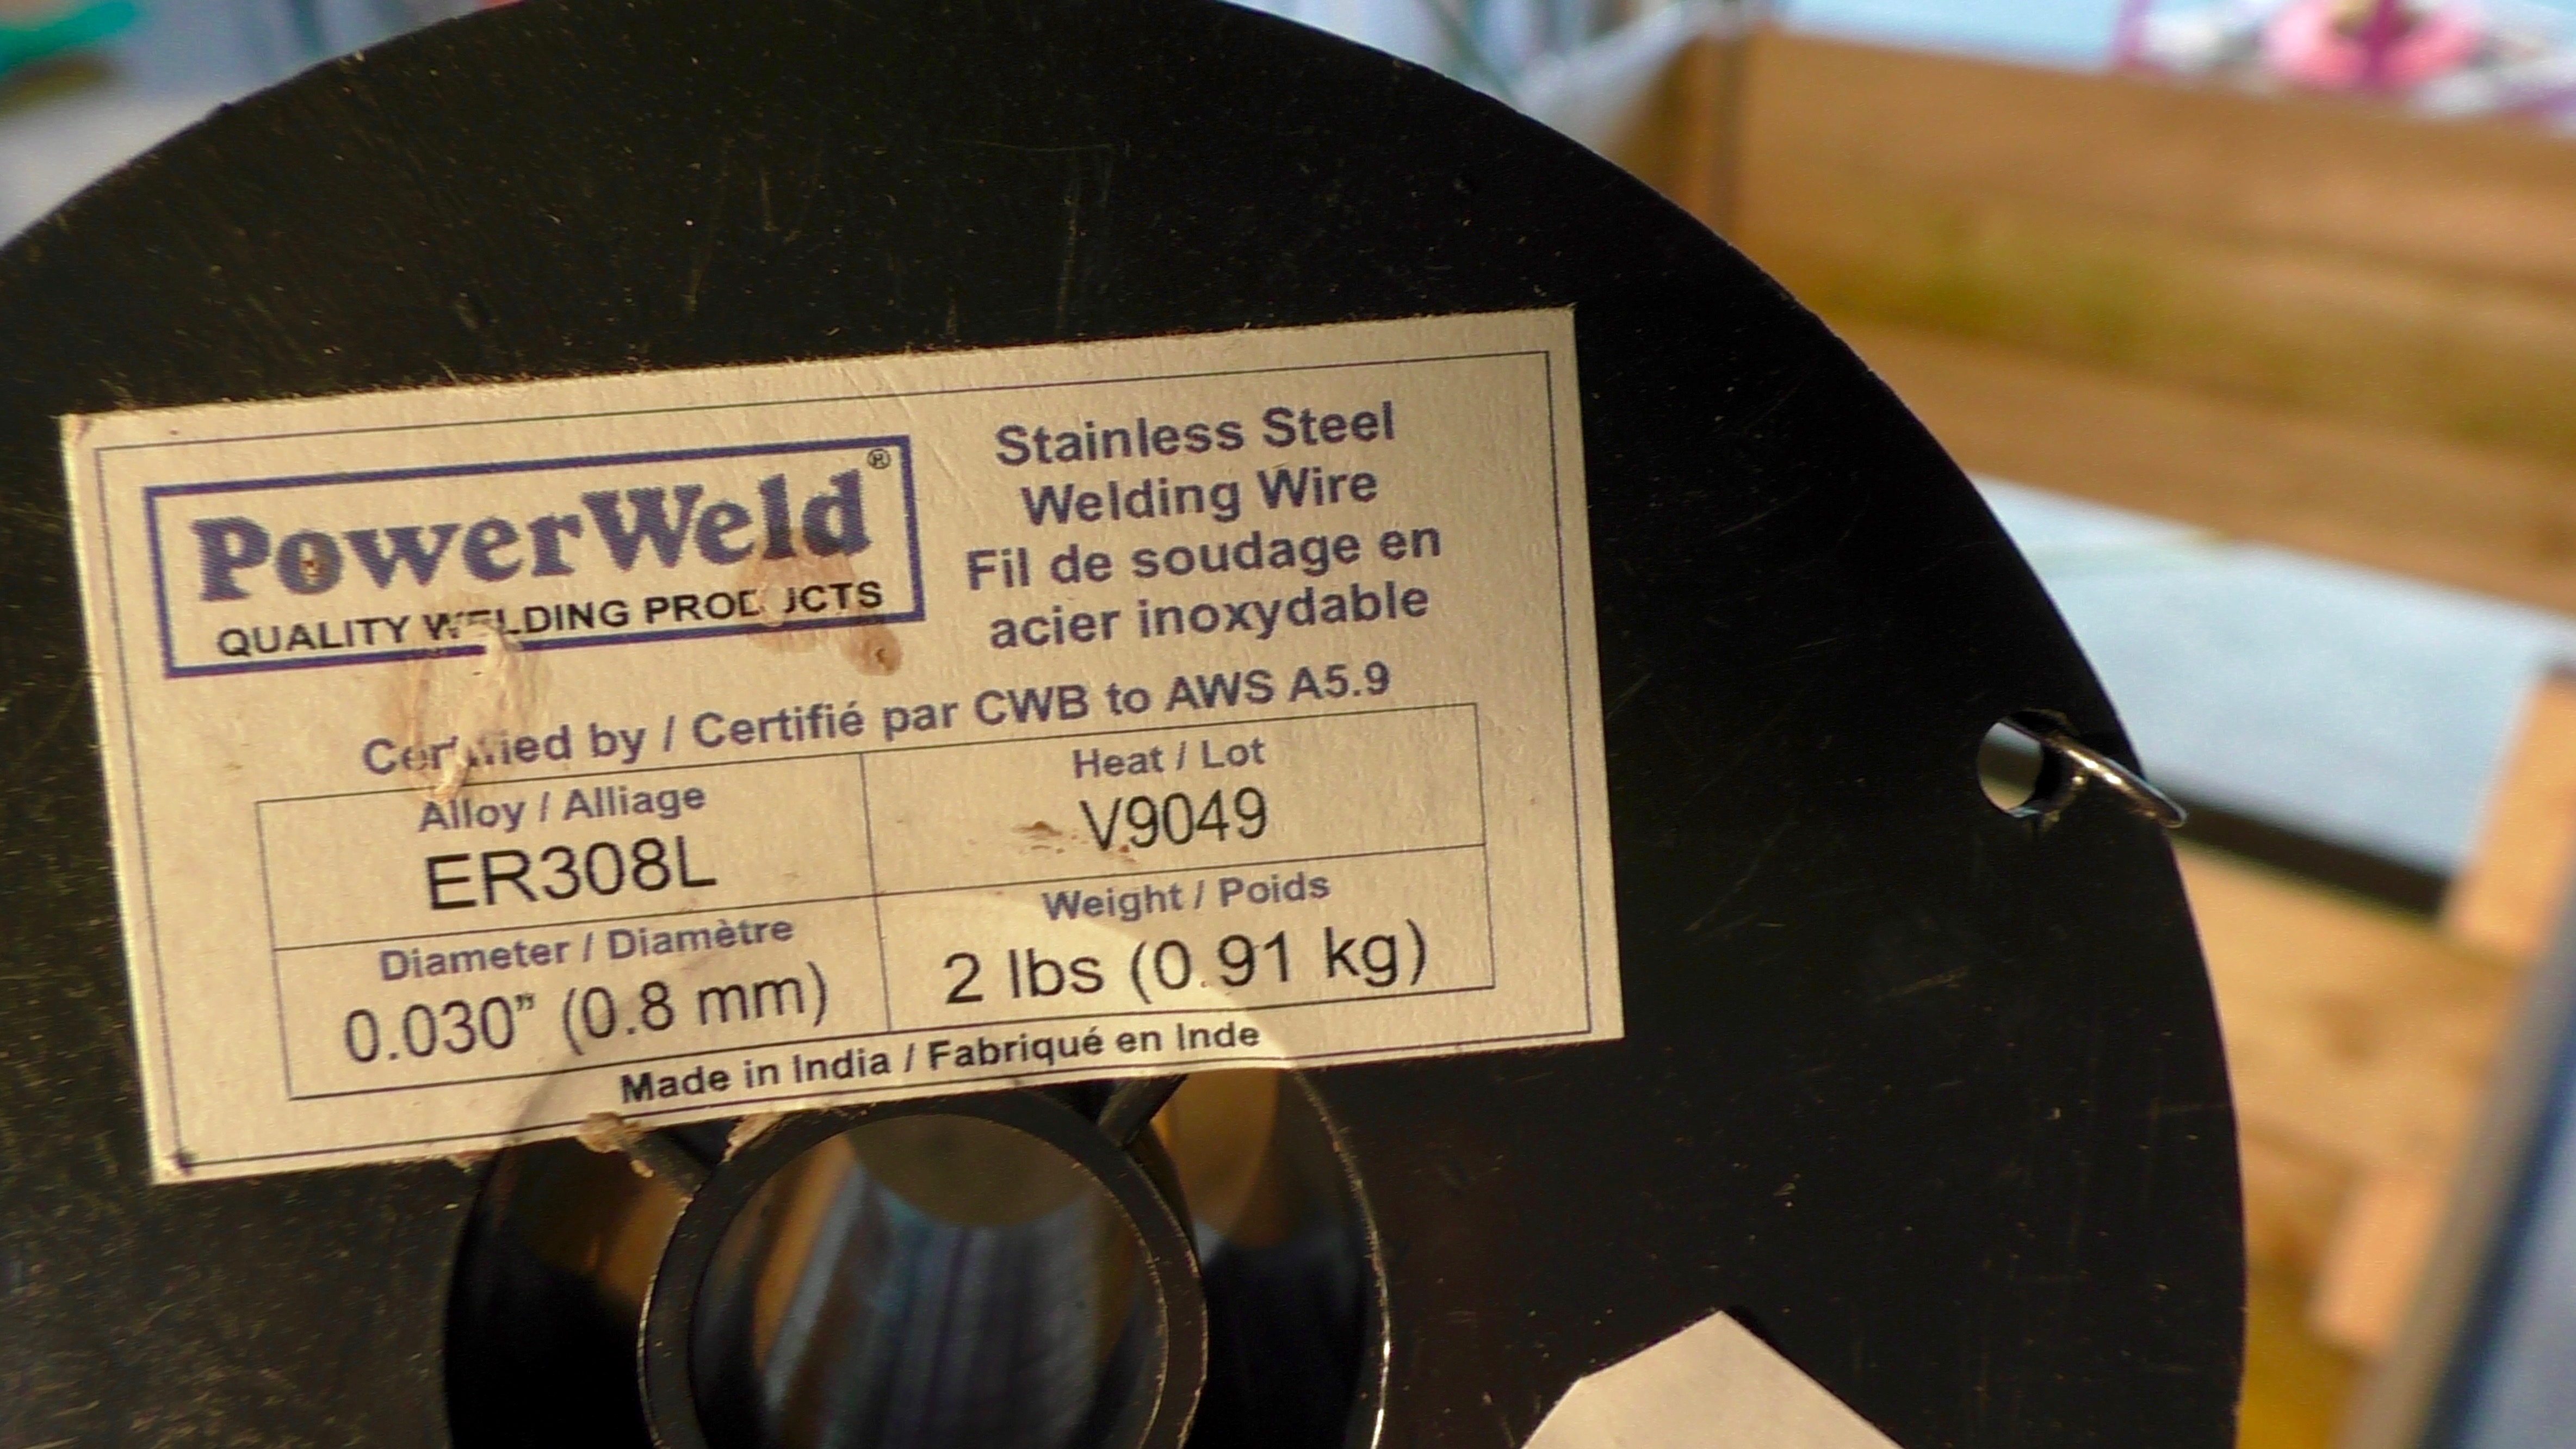 PowerWeld®
QUALITY WELDING PRODUCTS
Stainless Steel
Welding Wire
Fil de soudage en
acier inoxydable
Certified by / Certifié par CWB to AWS A5.9
Alloy / Alliage
ER308L
Heat / Lot
V9049
Diameter / Diamètre
0.030” (0.8 mm)
Weight / Poids
2 lbs (0.91 kg)
Made in India / Fabriqué en Inde